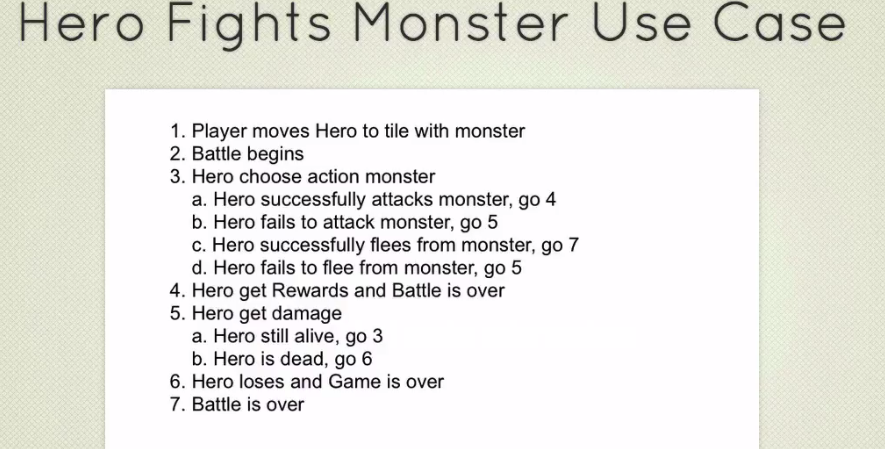 Hero Fights Monster Use Case
1. Player moves Hero to tile with monster
2. Battle begins
3. Hero choose action monster
a. Hero successfully attacks monster, go 4
b. Hero fails to attack monster, go 5
c. Hero successfully flees from monster, go 7
d. Hero fails to flee from monster, go 5
4. Hero get Rewards and Battle is over
5. Hero get damage
a. Hero still alive, go 3
b. Hero is dead, go 6
6. Hero loses and Game is over
7. Battle is over